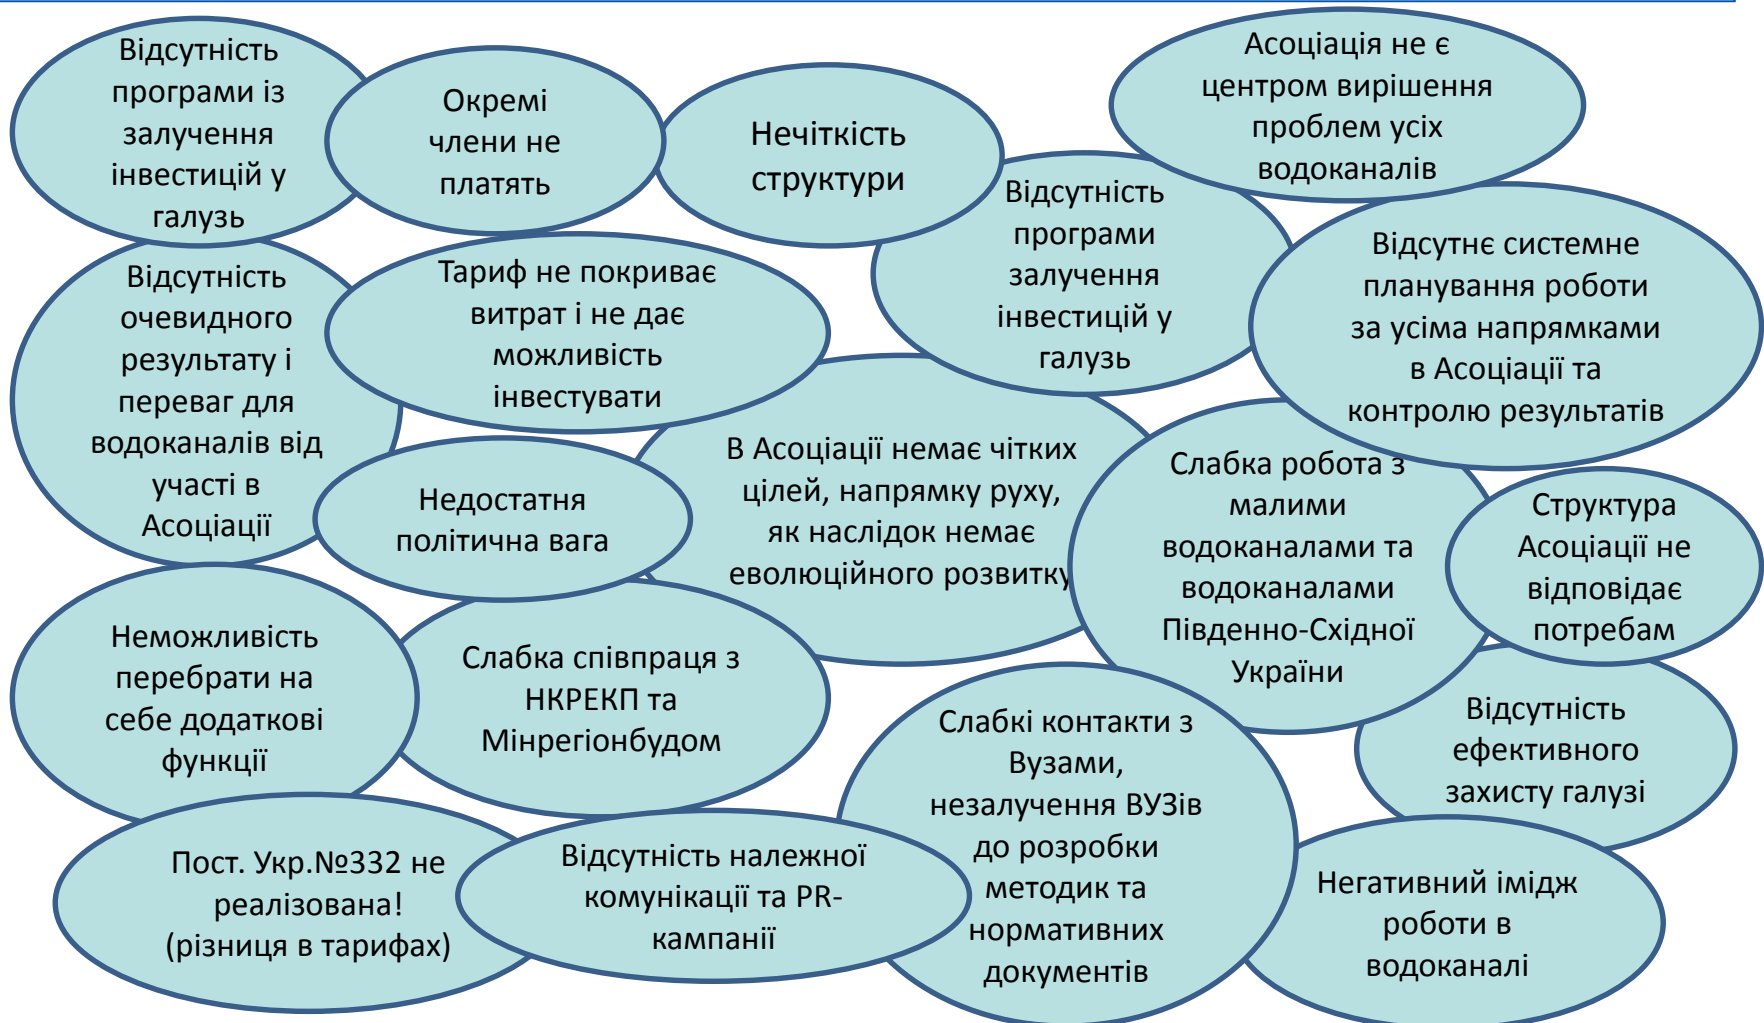 Відсутність
програми із
залучення
інвестицій у
галузь
Окремі
члени не
платять
Нечіткість
структури
Асоціація не є
центром вирішення
проблем усіх
водоканалів
Відсутність
програми
залучення
інвестицій у
галузь
Відсутнє системне
планування роботи
за усіма напрямками
в Асоціації та
контролю результатів
Відсутність
очевидного
результату і
переваг для
водоканалів від
участі в
Асоціації
Тариф не покриває
витрат і не дає
можливість
інвестувати
Недостатня
політична вага
В Асоціації немає чітких
цілей, напрямку руху,
як наслідок немає
еволюційного розвитку
Слабка робота з
малими
водоканалами та
водоканалами
Південно-Східної
України
Структура
Асоціації не
відповідає
потребам
Неможливість
перебрати на
себе додаткові
функції
Слабка співпраця з
НКРЕКП та
Мінрегіонбудом
Слабкі контакти з
Вузами,
незалучення ВУЗів
до розробки
методик та
нормативних
документів
Відсутність
ефективного
захисту галузі
Пост. Укр.№332 не
реалізована!
(різниця в тарифах)
Відсутність належної
комунікації та PR-
кампанії
Негативний імідж
роботи в
водоканалі